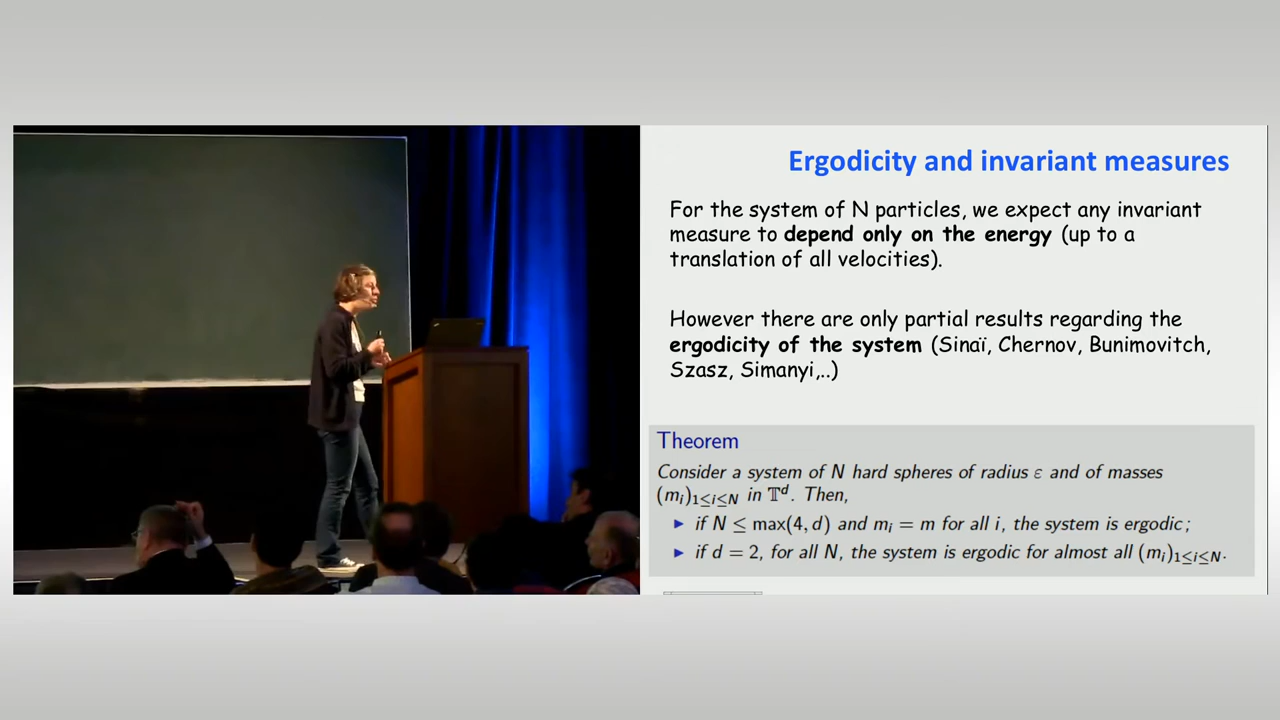 Ergodicity and invariant measures
For the system of N particles, we expect any invariant
measure to depend only on the energy (up to a
translation of all velocities).
However there are only partial results regarding the
ergodicity of the system (Sinaï, Chernov, Bunimovitch,
Szasz, Simanyi,..)
Theorem
Consider a system of N hard spheres of radius ε and of masses
(mᵢ)₁≤ᵢ≤N in 𝕋ᵈ. Then,
▶ if N ≤ max(4, d) and mᵢ = m for all i, the system is ergodic ;
▶ if d = 2, for all N, the system is ergodic for almost all (mᵢ)₁≤ᵢ≤N.